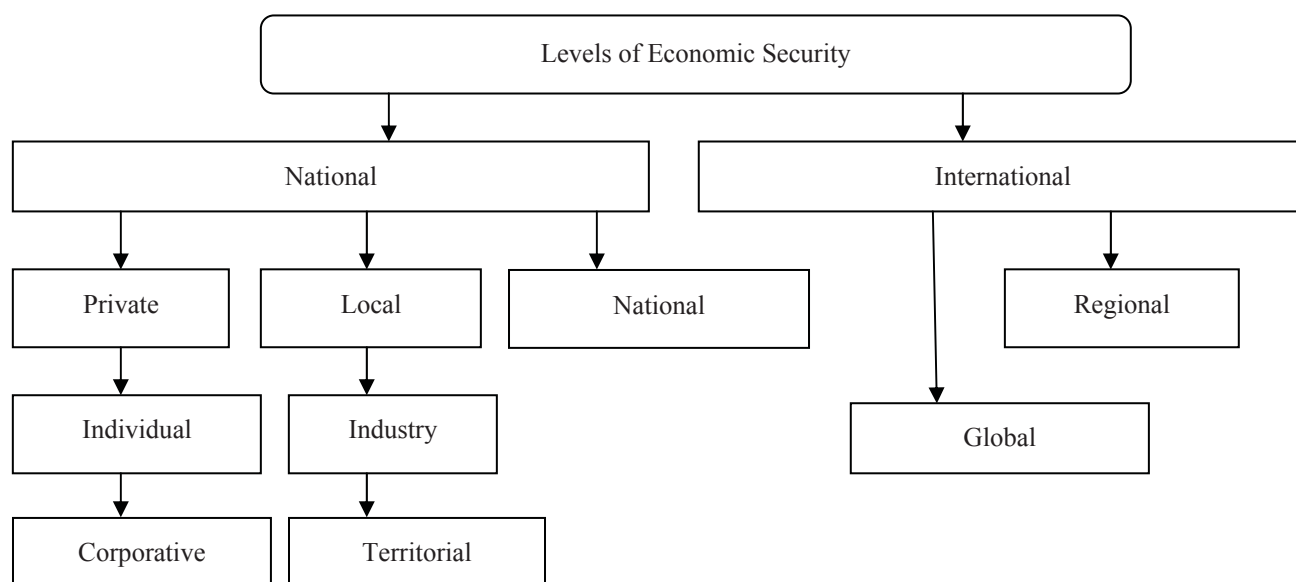 Levels of Economic Security
National
International
Private
Local
National
Regional
Individual
Industry
Global
Corporative
Territorial